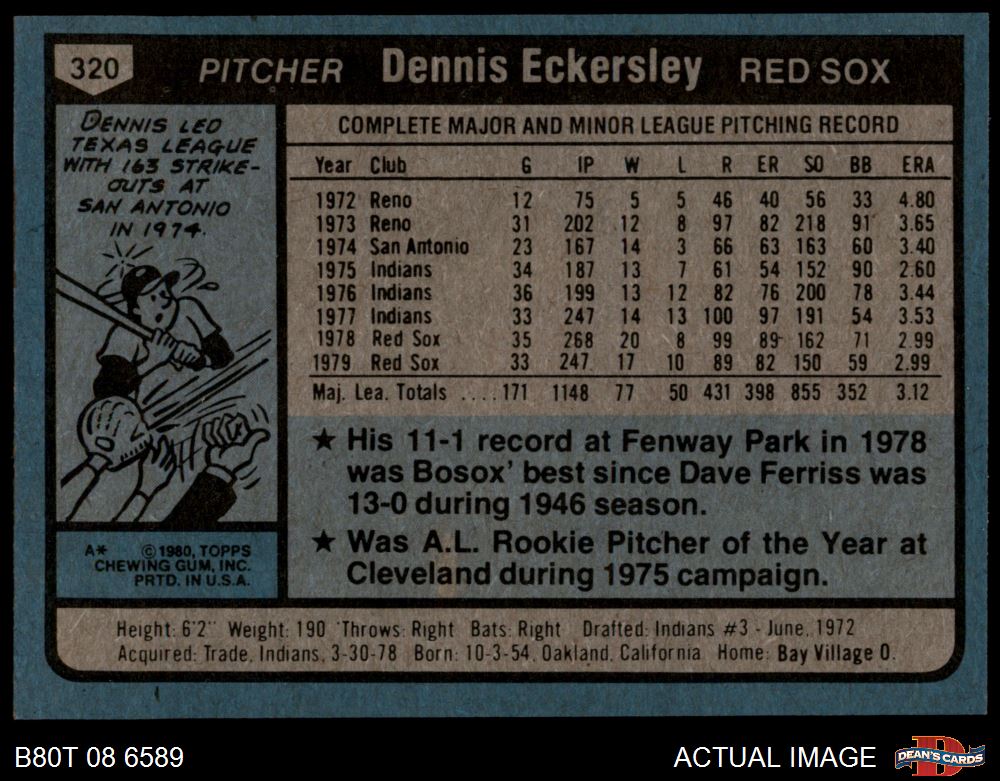 320 PITCHER Dennis Eckersley RED SOX
DENNIS LED
TEXAS LEAGUE
WITH 163 STRIKE-
OUTS AT
SAN ANTONIO
IN 1974.
A* © 1980, TOPPS
CHEWING GUM, INC.
PRTD. IN U.S.A.
COMPLETE MAJOR AND MINOR LEAGUE PITCHING RECORD
Year Club G IP W L R ER SO BB ERA
1972 Reno 12 75 5 5 46 40 56 33 4.80
1973 Reno 31 202 12 8 97 82 218 91 3.65
1974 San Antonio 23 167 14 3 66 63 163 60 3.40
1975 Indians 34 187 13 7 61 54 152 90 2.60
1976 Indians 36 199 13 12 82 76 200 78 3.44
1977 Indians 33 247 14 13 100 97 191 54 3.53
1978 Red Sox 35 268 20 8 99 89 162 71 2.99
1979 Red Sox 33 247 17 10 89 82 150 59 2.99
Maj. Lea. Totals .... 171 1148 77 50 431 398 855 352 3.12
★ His 11-1 record at Fenway Park in 1978
was Bosox' best since Dave Ferriss was
13-0 during 1946 season.
★ Was A.L. Rookie Pitcher of the Year at
Cleveland during 1975 campaign.
Height: 6'2" Weight: 190 Throws: Right Bats: Right Drafted: Indians #3 - June, 1972
Acquired: Trade, Indians, 3-30-78 Born: 10-3-54, Oakland, California Home: Bay Village O.
B80T 08 6589
ACTUAL IMAGE
D
DEAN'S CARDS